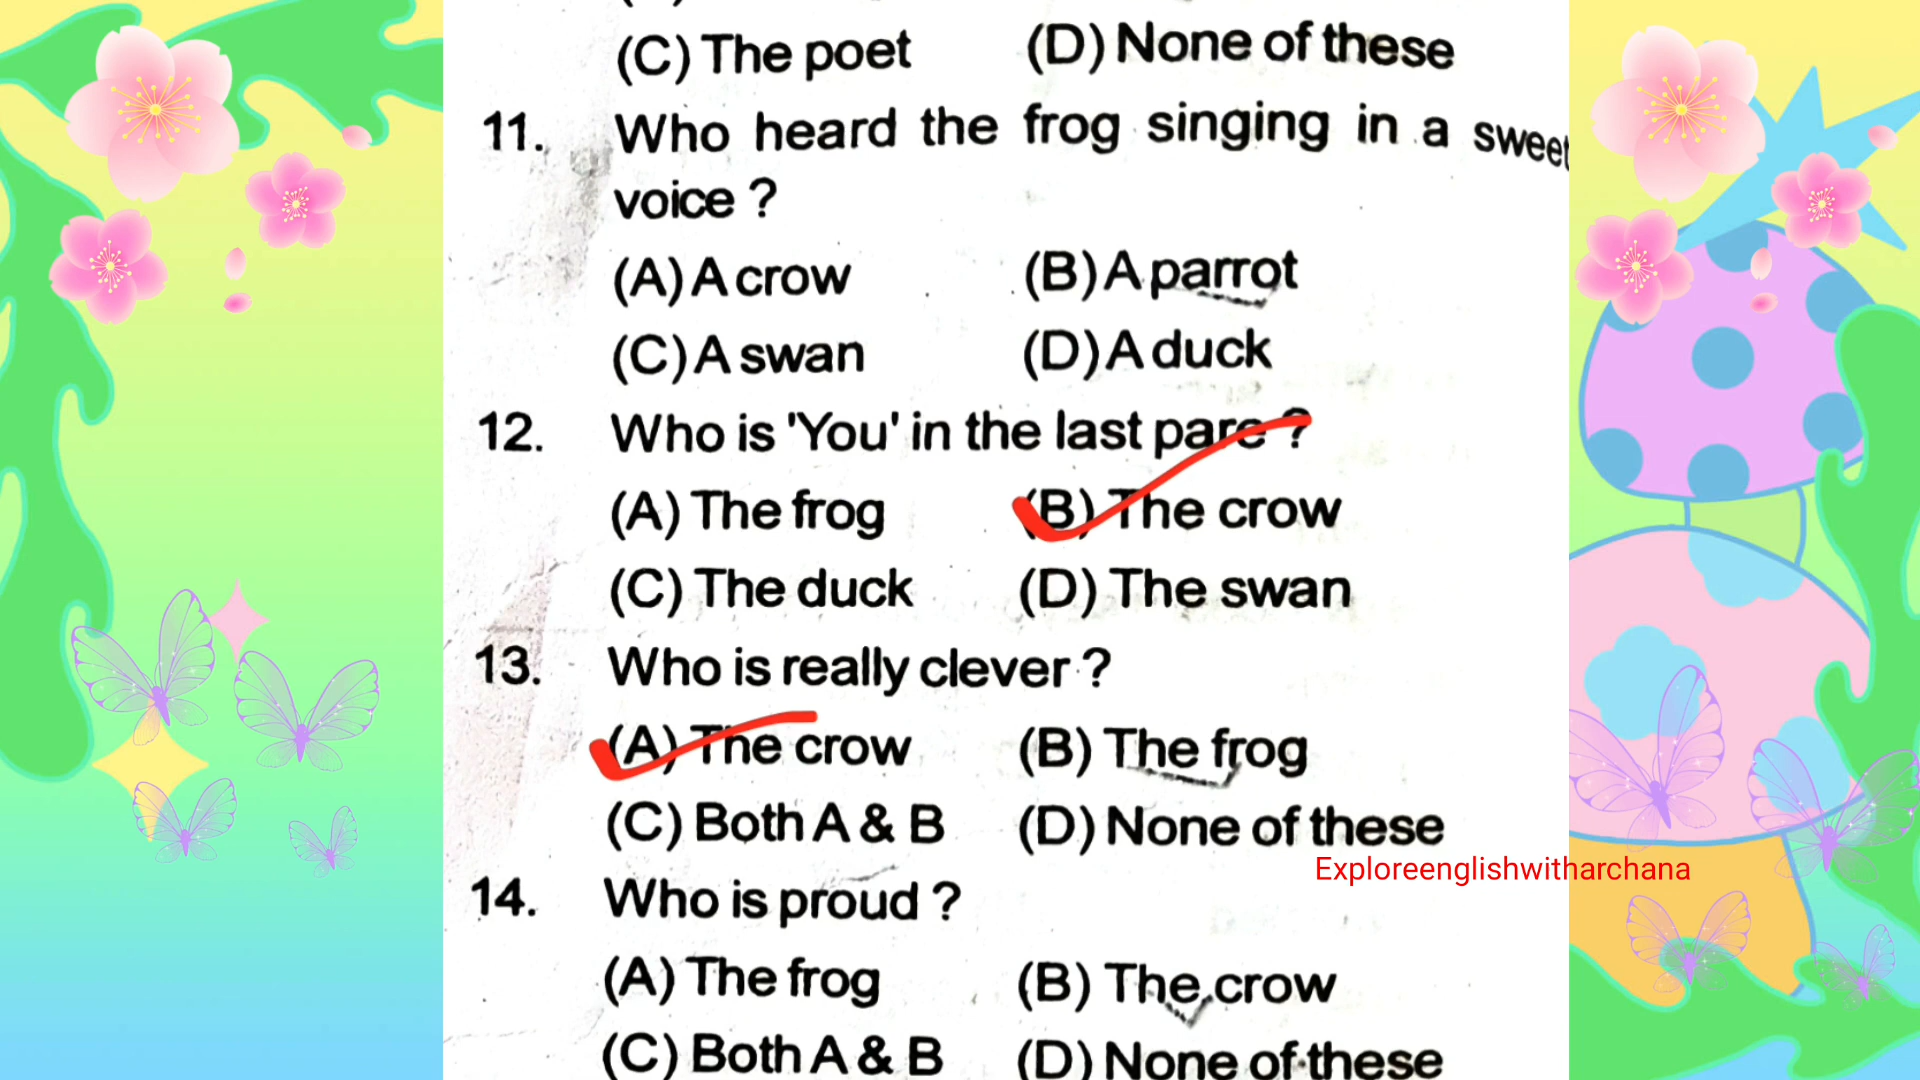 (C) The poet (D) None of these
11. Who heard the frog singing in a sweet
voice ?
(A) A crow (B) A parrot
(C) A swan (D) A duck
12. Who is 'You' in the last pare ?
(A) The frog (B) The crow
(C) The duck (D) The swan
13. Who is really clever ?
(A) The crow (B) The frog
(C) Both A & B (D) None of these
Exploreenglishwitharchana
14. Who is proud ?
(A) The frog (B) The crow
(C) Both A & B (D) None of these